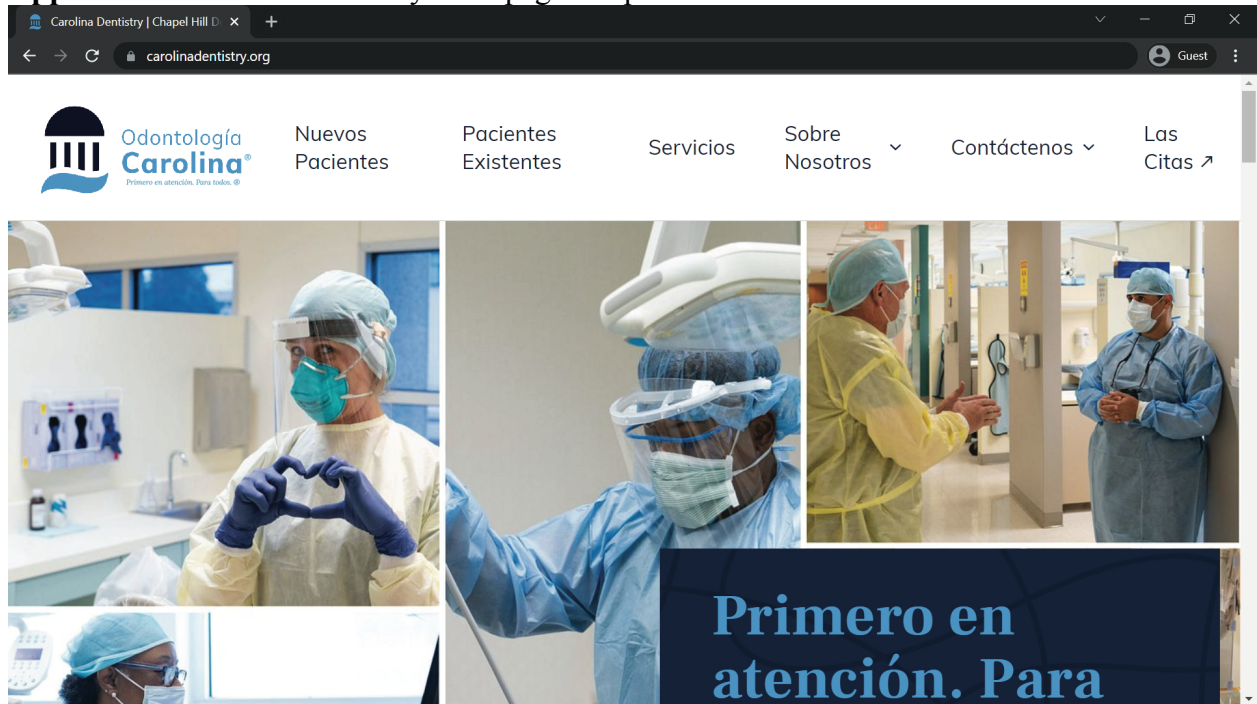 Carolina Dentistry | Chapel Hill D
carolinadentistry.org
Guest
Odontología
Carolina®
Primero en atención. Para todos. ®
Nuevos
Pacientes
Pacientes
Existentes
Servicios
Sobre
Nosotros
Contáctenos
Las
Citas ↗
EXIT
Primero en
atención. Para